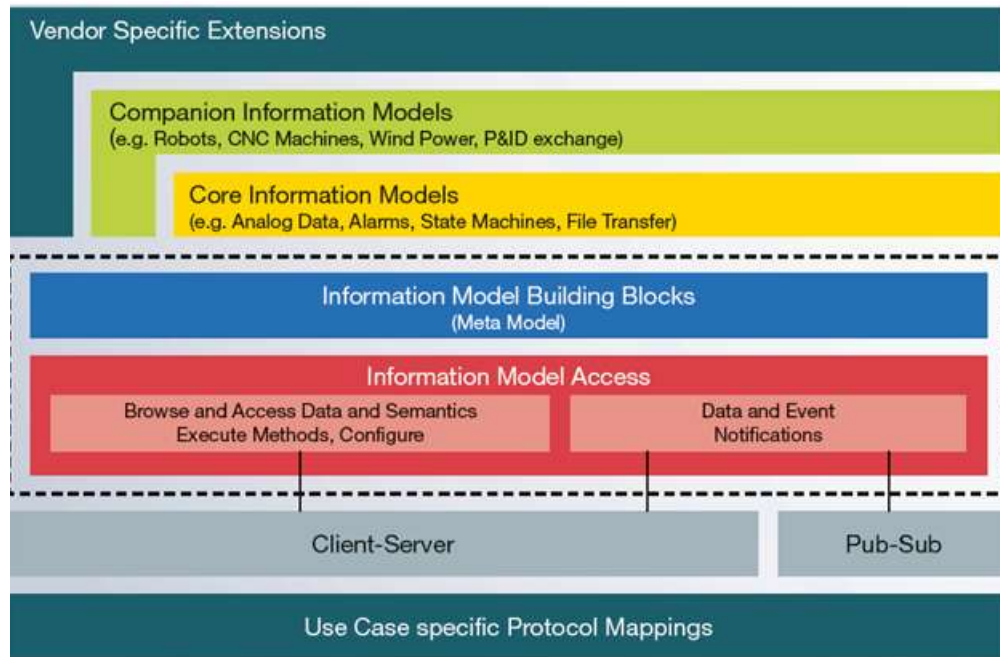 Vendor Specific Extensions
Companion Information Models
(e.g. Robots, CNC Machines, Wind Power, P&ID exchange)
Core Information Models
(e.g. Analog Data, Alarms, State Machines, File Transfer)
Information Model Building Blocks
(Meta Model)
Information Model Access
Browse and Access Data and Semantics
Execute Methods, Configure
Data and Event
Notifications
Client-Server
Pub-Sub
Use Case specific Protocol Mappings